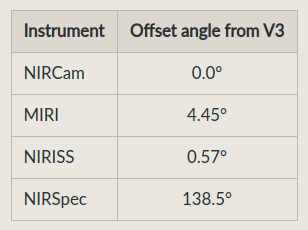 Instrument Offset angle from V3
NIRCam 0.0°
MIRI 4.45°
NIRISS 0.57°
NIRSpec 138.5°